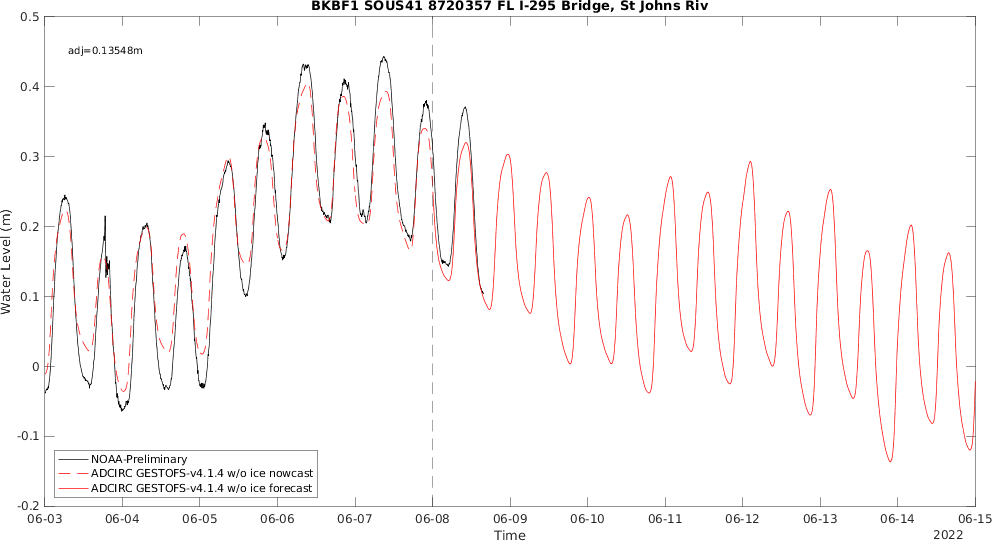 BKBF1 SOUS41 8720357 FL I-295 Bridge, St Johns Riv
0.5
adj=0.13548m
0.4
0.3
0.2
0.1
0
-0.1
-0.2
Water Level (m)
NOAA-Preliminary
ADCIRC GESTOFS-v4.1.4 w/o ice nowcast
ADCIRC GESTOFS-v4.1.4 w/o ice forecast
06-03 06-04 06-05 06-06 06-07 06-08 06-09 06-10 06-11 06-12 06-13 06-14 06-15
Time
2022